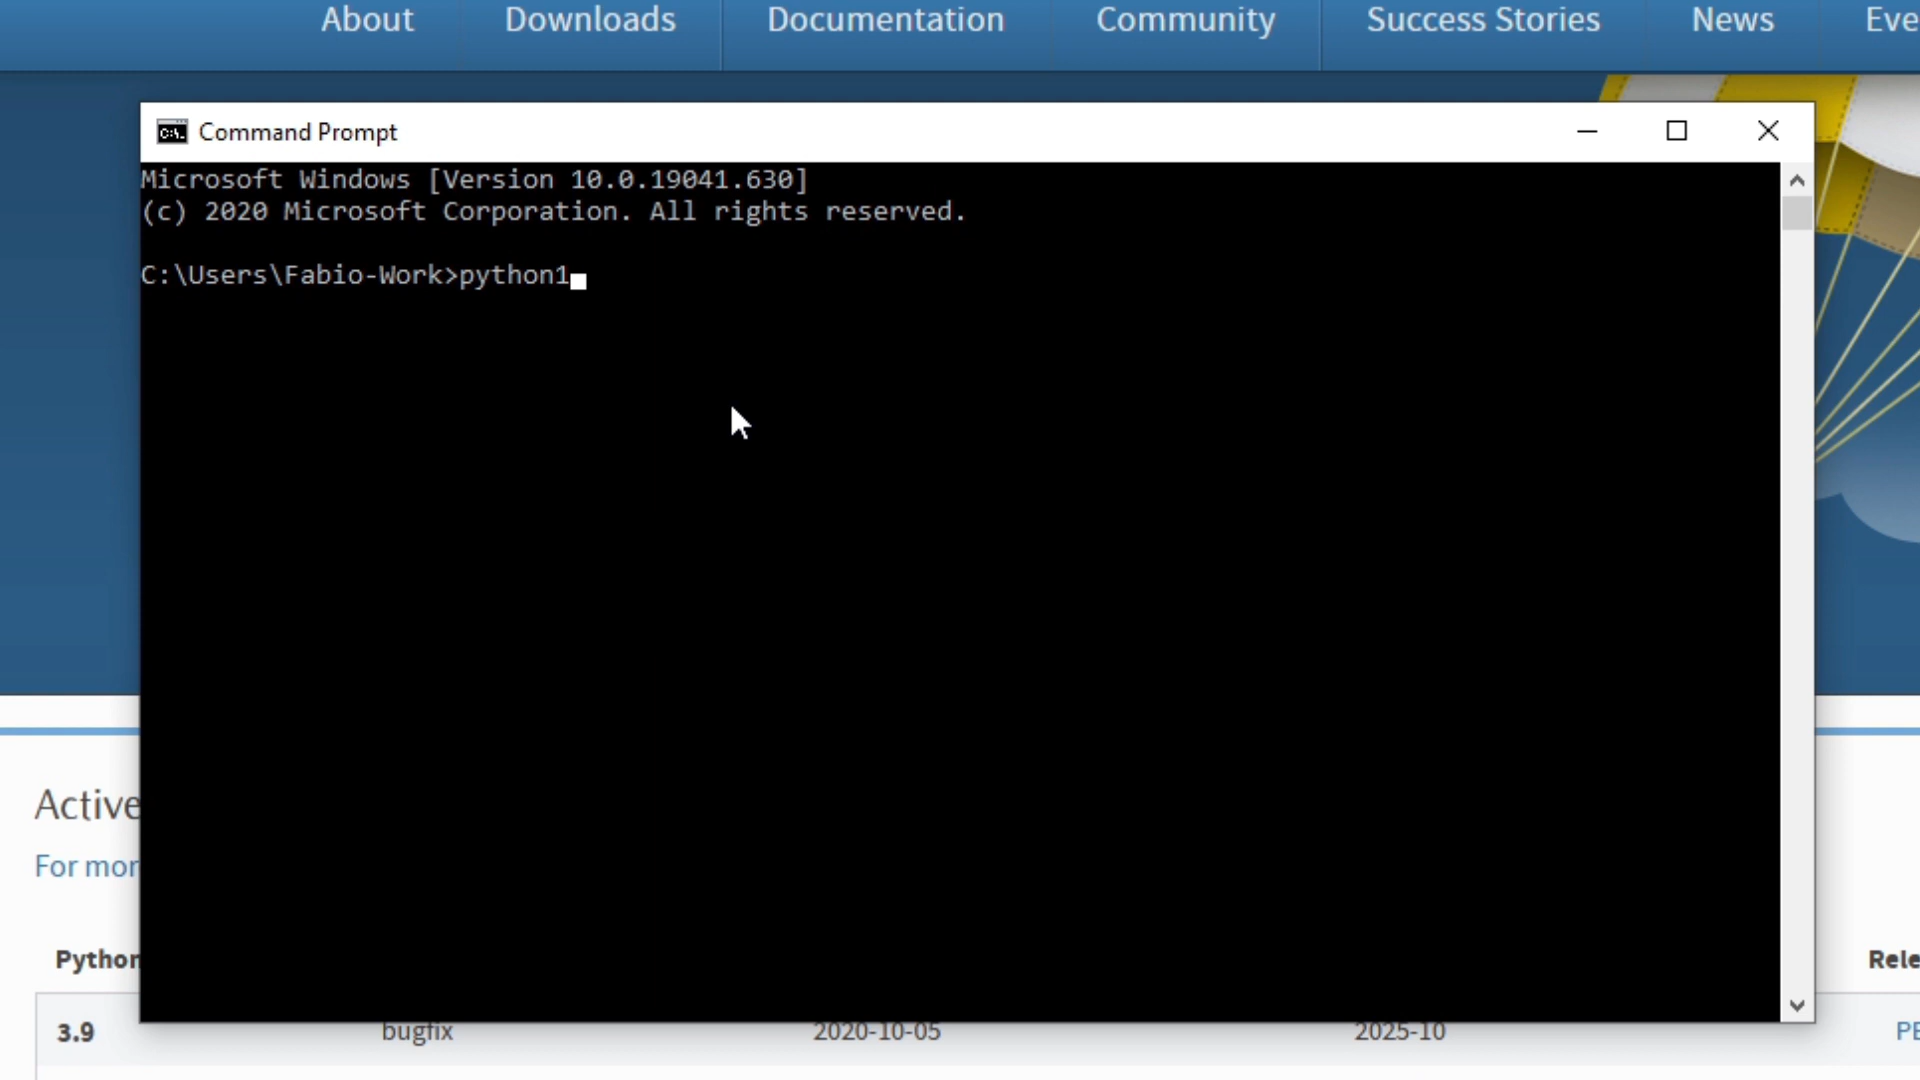 About Downloads Documentation Community Success Stories News Eve
Command Prompt
Microsoft Windows [Version 10.0.19041.630]
(c) 2020 Microsoft Corporation. All rights reserved.
C:\Users\Fabio-Work>python1
Active
For mor
Python Rele
3.9 bugfix 2020-10-05 2025-10 PE